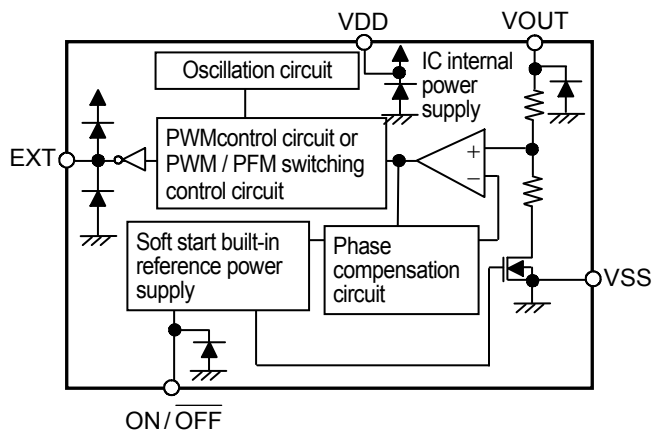 VDD
VOUT
Oscillation circuit
IC internal
power
supply
EXT
PWMcontrol circuit or
PWM / PFM switching
control circuit
+
−
Soft start built-in
reference power
supply
Phase
compensation
circuit
VSS
ON/OFF